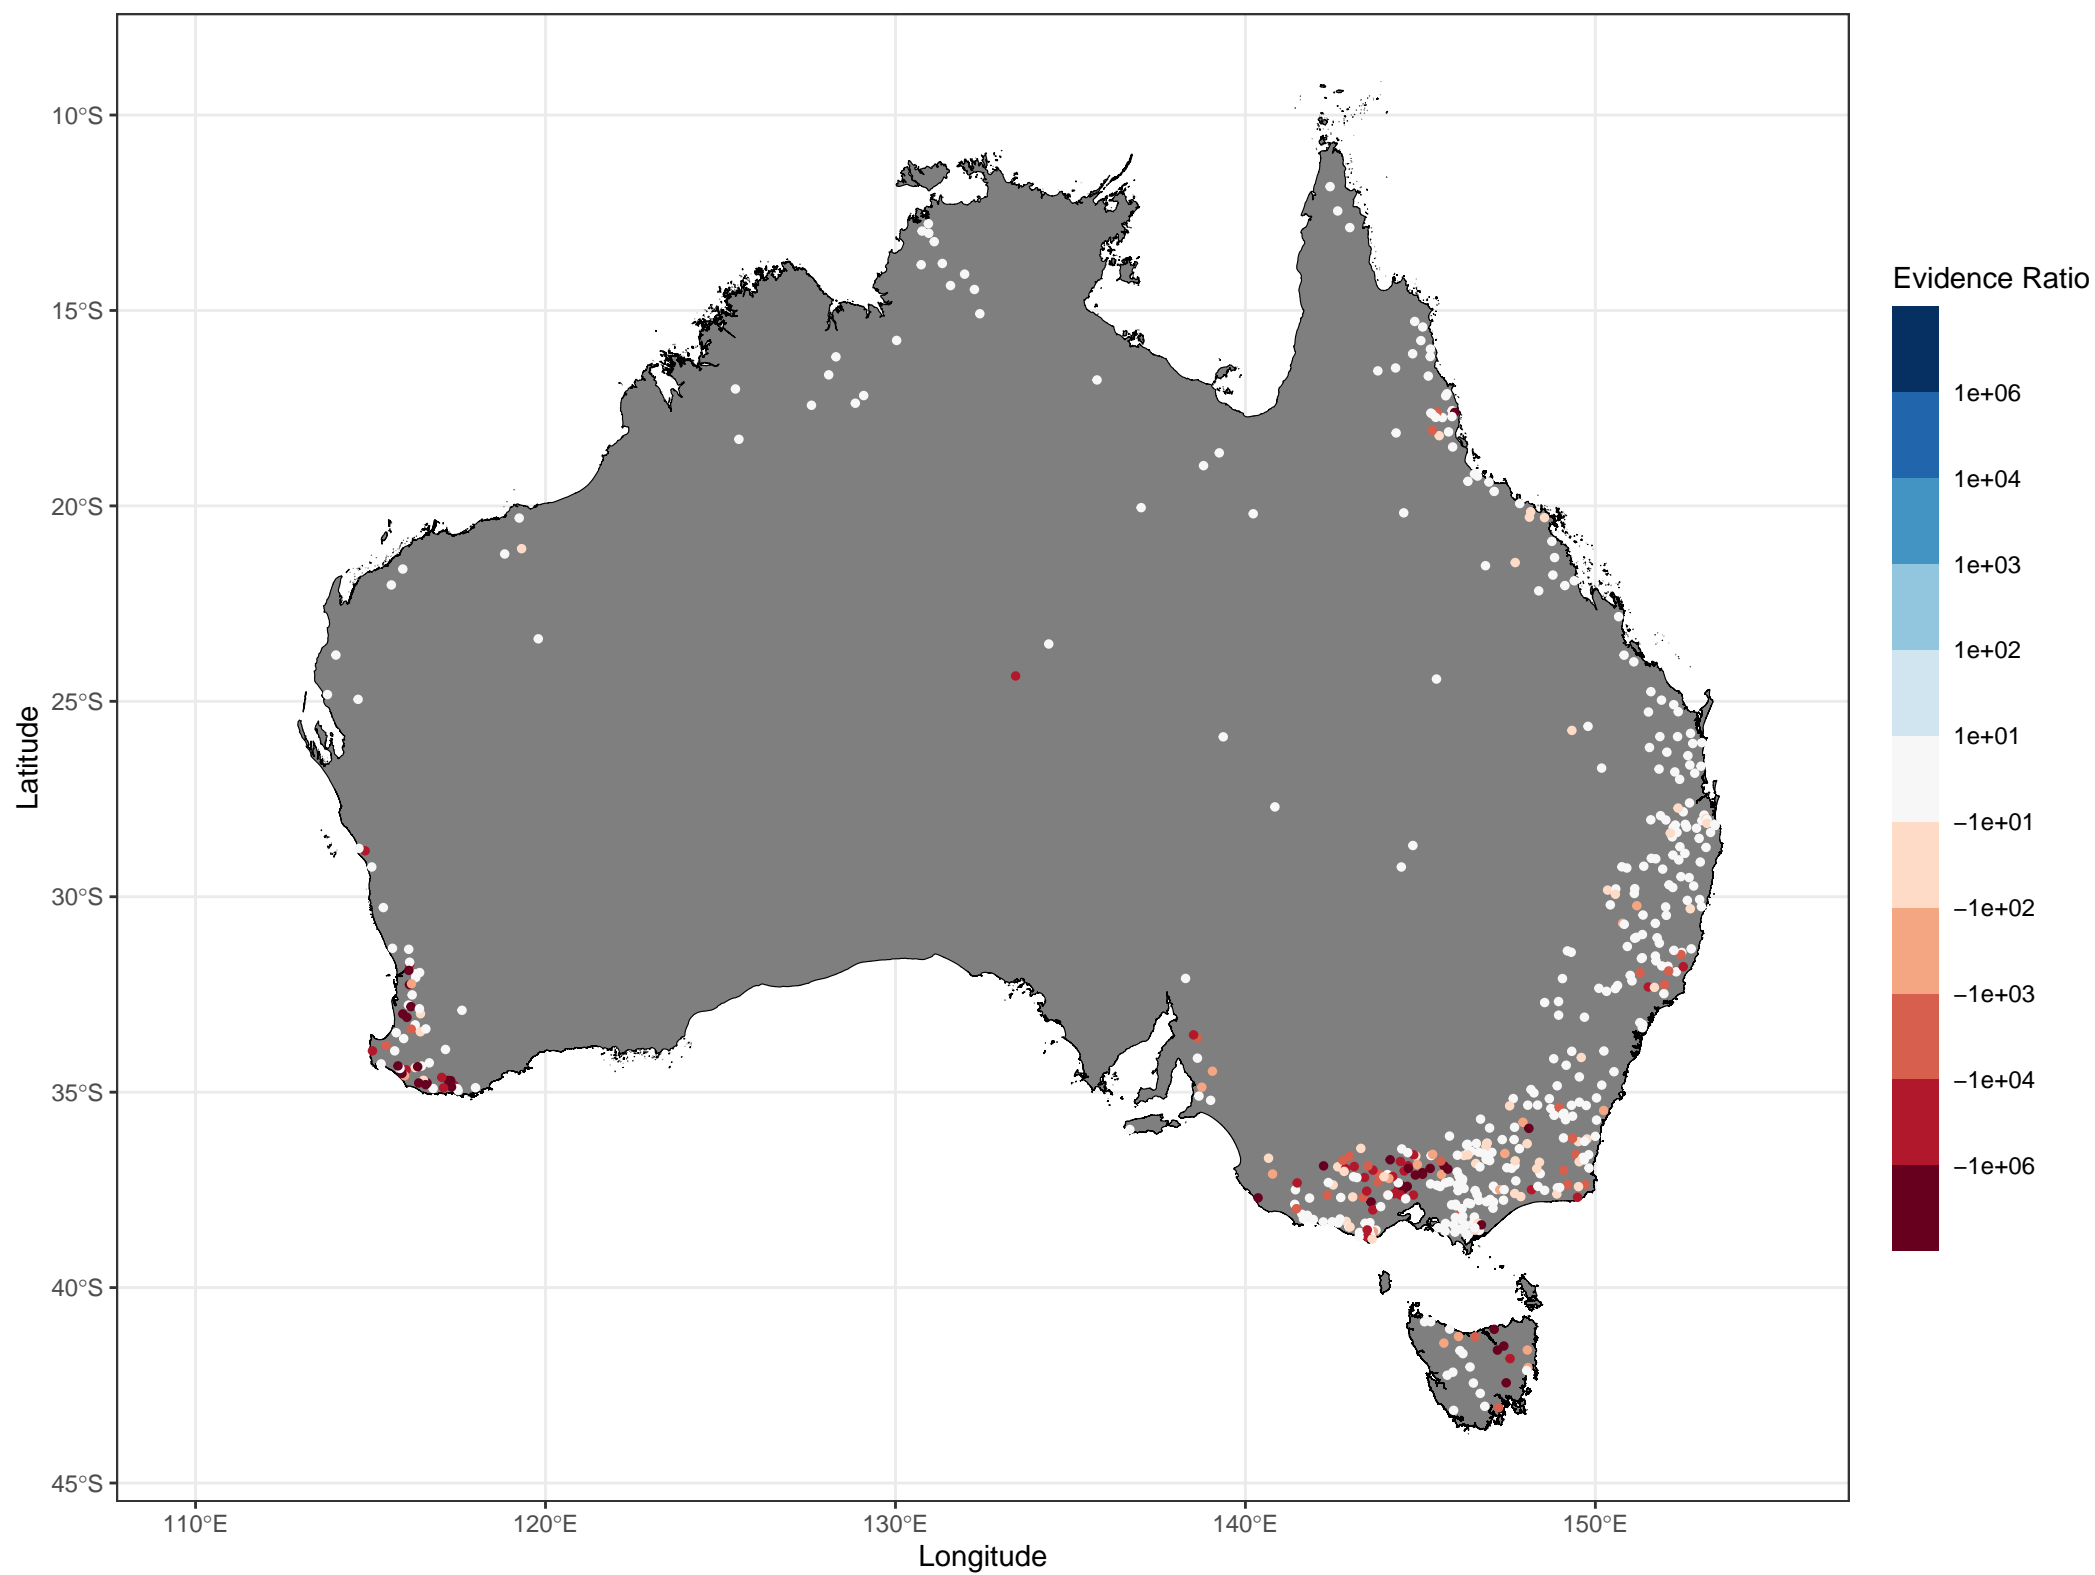 Evidence Ratio
1e+06
1e+04
1e+03
1e+02
1e+01
−1e+01
−1e+02
−1e+03
−1e+04
−1e+06
10°S
15°S
20°S
25°S
30°S
35°S
40°S
45°S
Latitude
110°E
120°E
130°E
140°E
150°E
Longitude